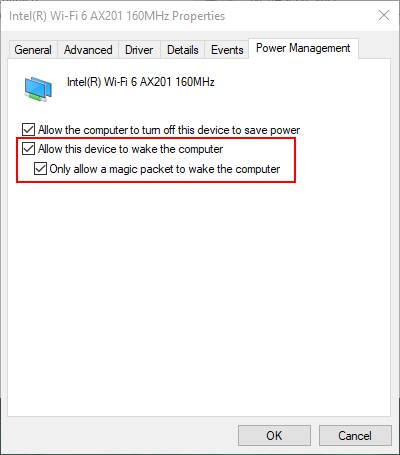 Intel(R) Wi-Fi 6 AX201 160MHz Properties
General Advanced Driver Details Events Power Management
Intel(R) Wi-Fi 6 AX201 160MHz
Allow the computer to turn off this device to save power
Allow this device to wake the computer
Only allow a magic packet to wake the computer
OK Cancel